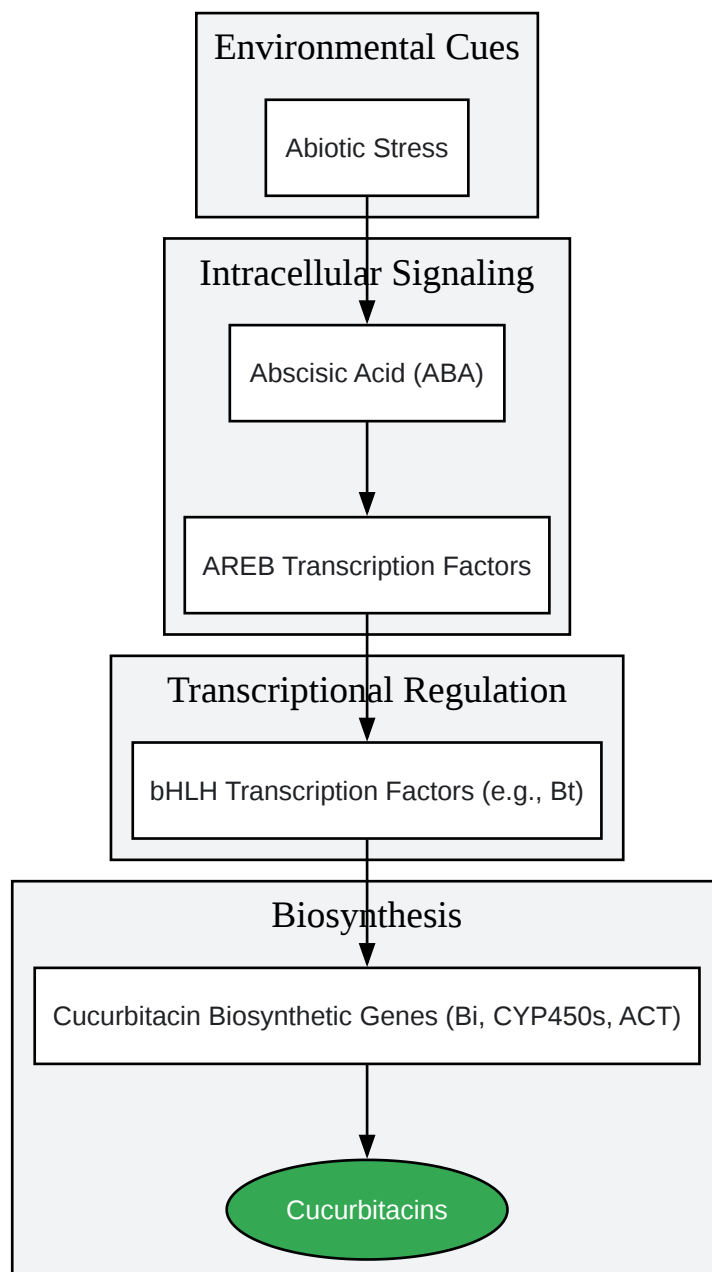 Environmental Cues
Abiotic Stress
Intracellular Signaling
Abscisic Acid (ABA)
AREB Transcription Factors
Transcriptional Regulation
bHLH Transcription Factors (e.g., Bt)
Biosynthesis
Cucurbitacin Biosynthetic Genes (Bi, CYP450s, ACT)
Cucurbitacins